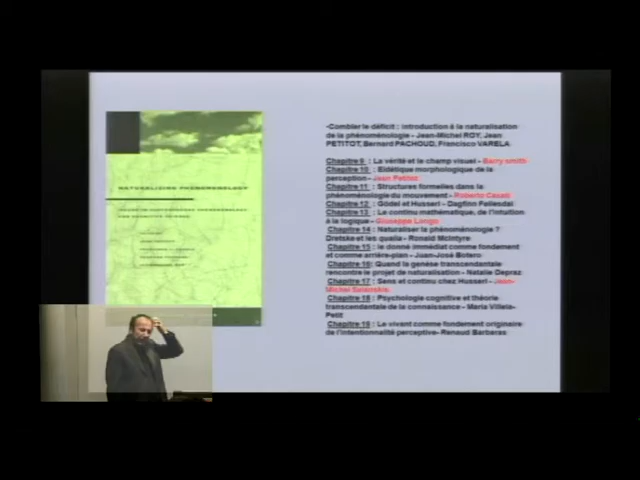 NATURALIZING PHENOMENOLOGY
-Combler le déficit : introduction à la naturalisation
de la phénoménologie - Jean-Michel ROY, Jean
PETITOT, Bernard PACHOUD, Francisco VARELA
Chapitre 9 : La vérité et le champ visuel - Barry smith
Chapitre 10 : Eidétique morphologique de la
perception - Jean Petitot
Chapitre 11 : Structures formelles dans la
phénoménologie du mouvement - Roberto Casati
Chapitre 12 : Gödel et Husserl - Dagfinn Føllesdal
Chapitre 13 : Le continu mathématique, de l'intuition
à la logique - Giuseppe Longo
Chapitre 14 : Naturaliser la phénoménologie ?
Dretske et les qualia - Ronald McIntyre
Chapitre 15 : le donné immédiat comme fondement
et comme arrière-plan - Juan-José Botero
Chapitre 16: Quand la genèse transcendantale
rencontre le projet de naturalisation - Natalie Depraz
Chapitre 17 : Sens et continu chez Husserl - Jean-
Michel Salanskis
Chapitre 18 : Psychologie cognitive et théorie
transcendantale de la connaissance - Maria Villela-
Petit
Chapitre 19 : Le vivant comme fondement originaire
de l'intentionnalité perceptive- Renaud Barbaras